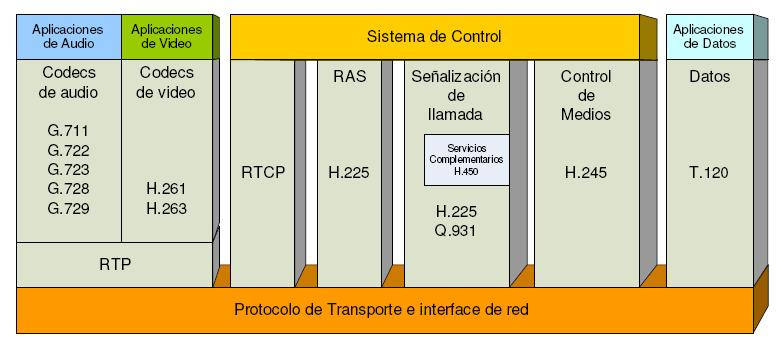 Aplicaciones
de Audio
Aplicaciones
de Video
Sistema de Control
Aplicaciones
de Datos
Codecs
de audio
G.711
G.722
G.723
G.728
G.729
Codecs
de video
H.261
H.263
RTP
RTCP
RAS
H.225
Señalización
de
llamada
Servicios
Complementarios
H.450
H.225
Q.931
Control
de
Medios
H.245
Datos
T.120
Protocolo de Transporte e interface de red